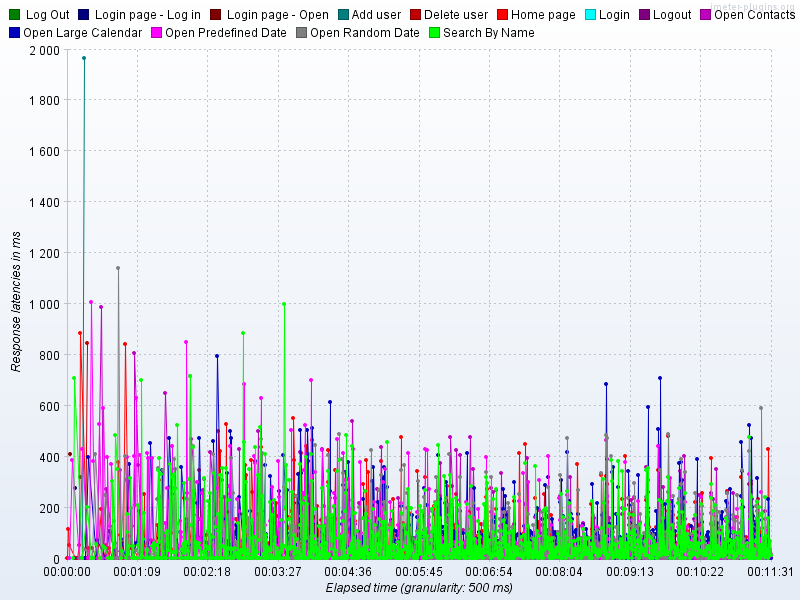 jmeter-plugins.org
Log Out Login page - Log in Login page - Open Add user Delete user Home page Login Logout Open Contacts
Open Large Calendar Open Predefined Date Open Random Date Search By Name
2 000
1 800
1 600
1 400
1 200
1 000
800
600
400
200
0
Response latencies in ms
00:00:00 00:01:09 00:02:18 00:03:27 00:04:36 00:05:45 00:06:54 00:08:04 00:09:13 00:10:22 00:11:31
Elapsed time (granularity: 500 ms)